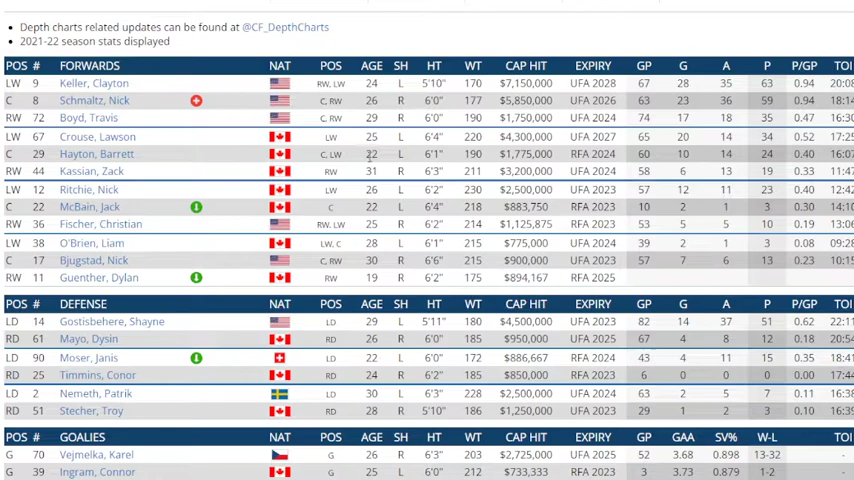 Depth charts related updates can be found at @CF_DepthCharts
2021-22 season stats displayed
POS # FORWARDS NAT POS AGE SH HT WT CAP HIT EXPIRY GP G A P P/GP TOI
LW 9 Keller, Clayton RW, LW 24 L 5'10" 170 $7,150,000 UFA 2028 67 28 35 63 0.94 20:08
C 8 Schmaltz, Nick C, RW 26 R 6'0" 177 $5,850,000 UFA 2026 63 23 36 59 0.94 18:14
RW 72 Boyd, Travis C, RW 29 R 6'0" 190 $1,750,000 UFA 2024 74 17 18 35 0.47 16:30
LW 67 Crouse, Lawson LW 25 L 6'4" 220 $4,300,000 UFA 2027 65 20 14 34 0.52 17:25
C 29 Hayton, Barrett C, LW 22 L 6'1" 190 $1,775,000 RFA 2024 60 10 14 24 0.40 16:07
RW 44 Kassian, Zack RW 31 R 6'3" 211 $3,200,000 UFA 2024 58 6 13 19 0.33 11:47
LW 12 Ritchie, Nick LW 26 L 6'2" 230 $2,500,000 UFA 2023 57 12 11 23 0.40 12:42
C 22 McBain, Jack C 22 L 6'4" 218 $883,750 RFA 2023 10 2 1 3 0.30 14:10
RW 36 Fischer, Christian RW, LW 25 R 6'2" 214 $1,125,875 RFA 2023 53 5 5 10 0.19 13:06
LW 38 O'Brien, Liam LW, C 28 L 6'1" 215 $775,000 UFA 2024 39 2 1 3 0.08 09:28
C 17 Bjugstad, Nick C, RW 30 R 6'6" 215 $900,000 UFA 2023 57 7 6 13 0.23 10:15
RW 11 Guenther, Dylan RW 19 R 6'2" 175 $894,167 RFA 2025
POS # DEFENSE NAT POS AGE SH HT WT CAP HIT EXPIRY GP G A P P/GP TOI
LD 14 Gostisbehere, Shayne LD 29 L 5'11" 180 $4,500,000 UFA 2023 82 14 37 51 0.62 22:11
RD 61 Mayo, Dysin RD 26 R 6'0" 185 $950,000 UFA 2025 67 4 8 12 0.18 20:54
LD 90 Moser, Janis LD 22 L 6'0" 172 $886,667 RFA 2024 43 4 11 15 0.35 18:41
RD 25 Timmins, Conor RD 24 R 6'2" 185 $850,000 RFA 2023 6 0 0 0 0.00 17:44
LD 2 Nemeth, Patrik LD 30 L 6'3" 228 $2,500,000 UFA 2024 63 2 5 7 0.11 16:38
RD 51 Stecher, Troy RD 28 R 5'10" 186 $1,250,000 UFA 2023 29 1 2 3 0.10 16:39
POS # GOALIES NAT POS AGE SH HT WT CAP HIT EXPIRY GP GAA SV% W-L TOI
G 70 Vejmelka, Karel G 26 R 6'3" 203 $2,725,000 UFA 2025 52 3.68 0.898 13-32 -
G 39 Ingram, Connor G 25 L 6'0" 212 $733,333 RFA 2023 3 3.73 0.879 1-2 -